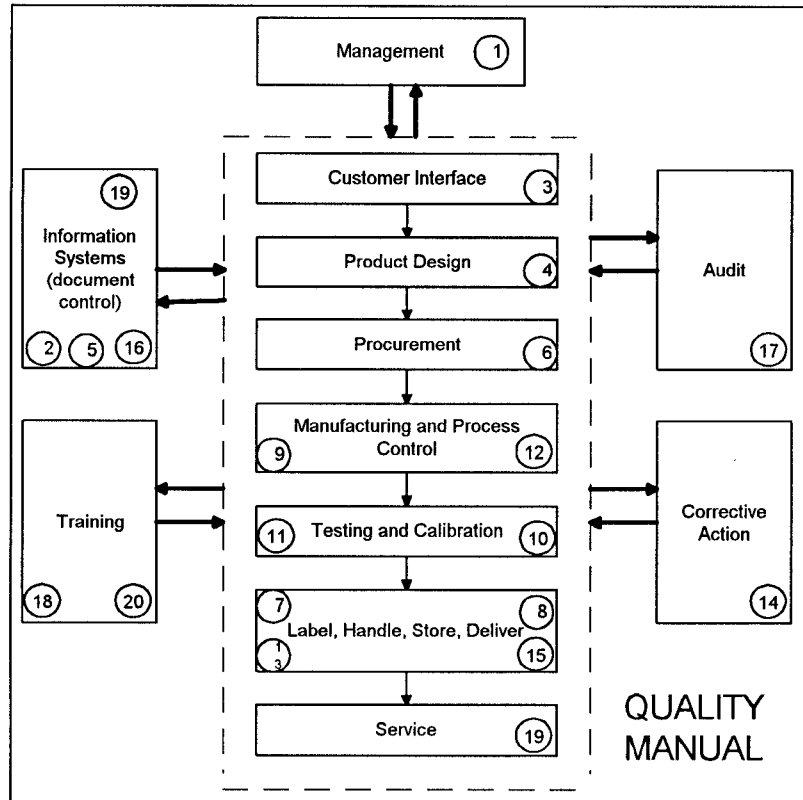 Management 1
Customer Interface 3
19
Information
Systems
(document
control)
2 5 16
Product Design 4
Audit
17
Procurement 6
Manufacturing and Process
Control
9 12
Training
18 20
Testing and Calibration
11 10
Corrective
Action
14
7 8
Label, Handle, Store, Deliver
13 15
Service 19
QUALITY
MANUAL